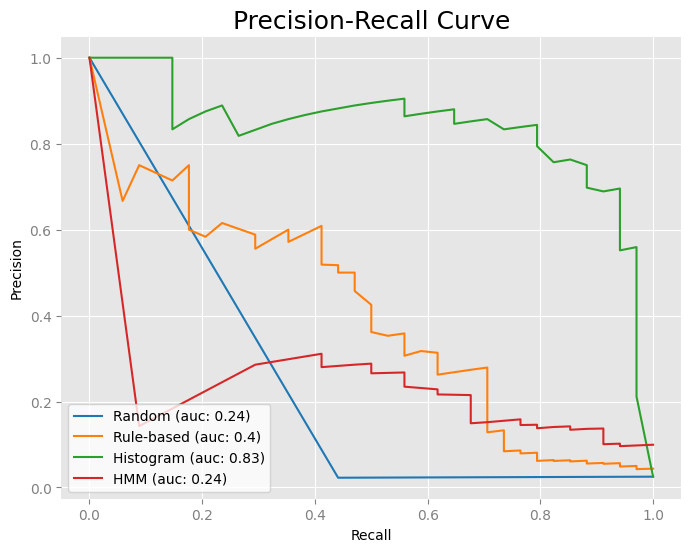 Precision-Recall Curve
Precision
1.0
0.8
0.6
0.4
0.2
0.0
Random (auc: 0.24)
Rule-based (auc: 0.4)
Histogram (auc: 0.83)
HMM (auc: 0.24)
0.0 0.2 0.4 0.6 0.8 1.0
Recall